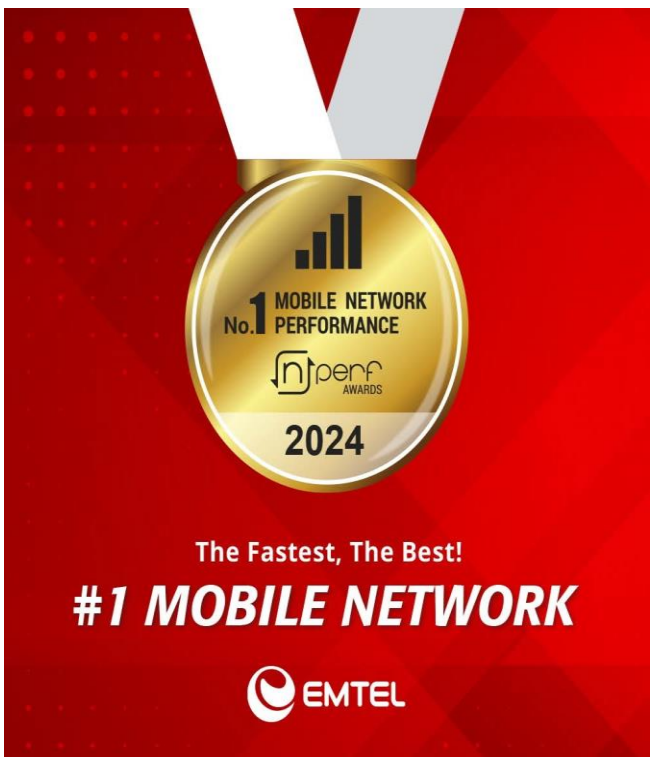 MOBILE NETWORK
No.1 PERFORMANCE
nperf
AWARDS
2024
The Fastest, The Best!
#1 MOBILE NETWORK
EMTEL